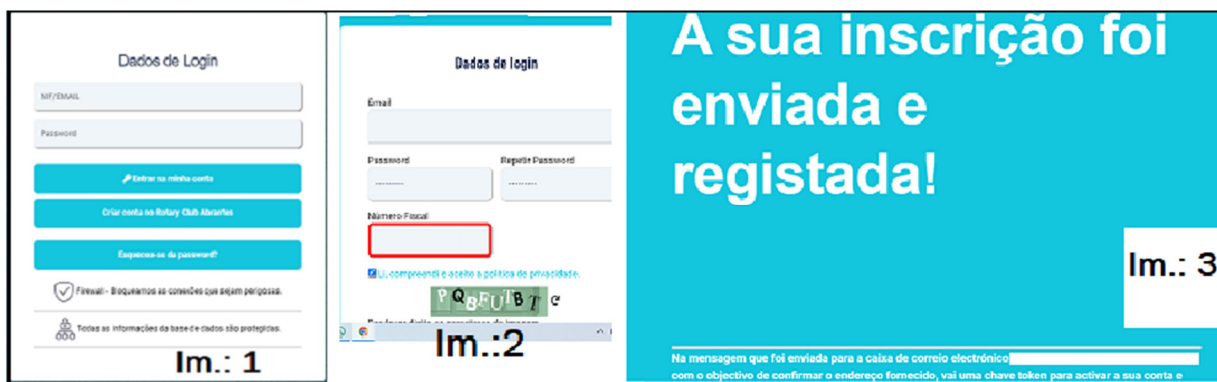 Dados de Login
NIF/EMAIL
Password
Entrar na minha conta
Criar conta no Rotary Club Abrantes
Esqueceu-se da password?
Firewall - Bloqueamos as conexões que sejam perigosas.
Todas as informações da base de dados são protegidas.
Im.: 1
Dados de login
Email
Password
Repetir Password
Número Fiscal
Li, compreendi e aceito a política de privacidade.
PQBFUTBT
Im.:2
A sua inscrição foi
enviada e
registada!
Im.: 3
Na mensagem que foi enviada para a caixa de correio electrónico
com o objectivo de confirmar o endereço fornecido, vai uma chave token para activar a sua conta e